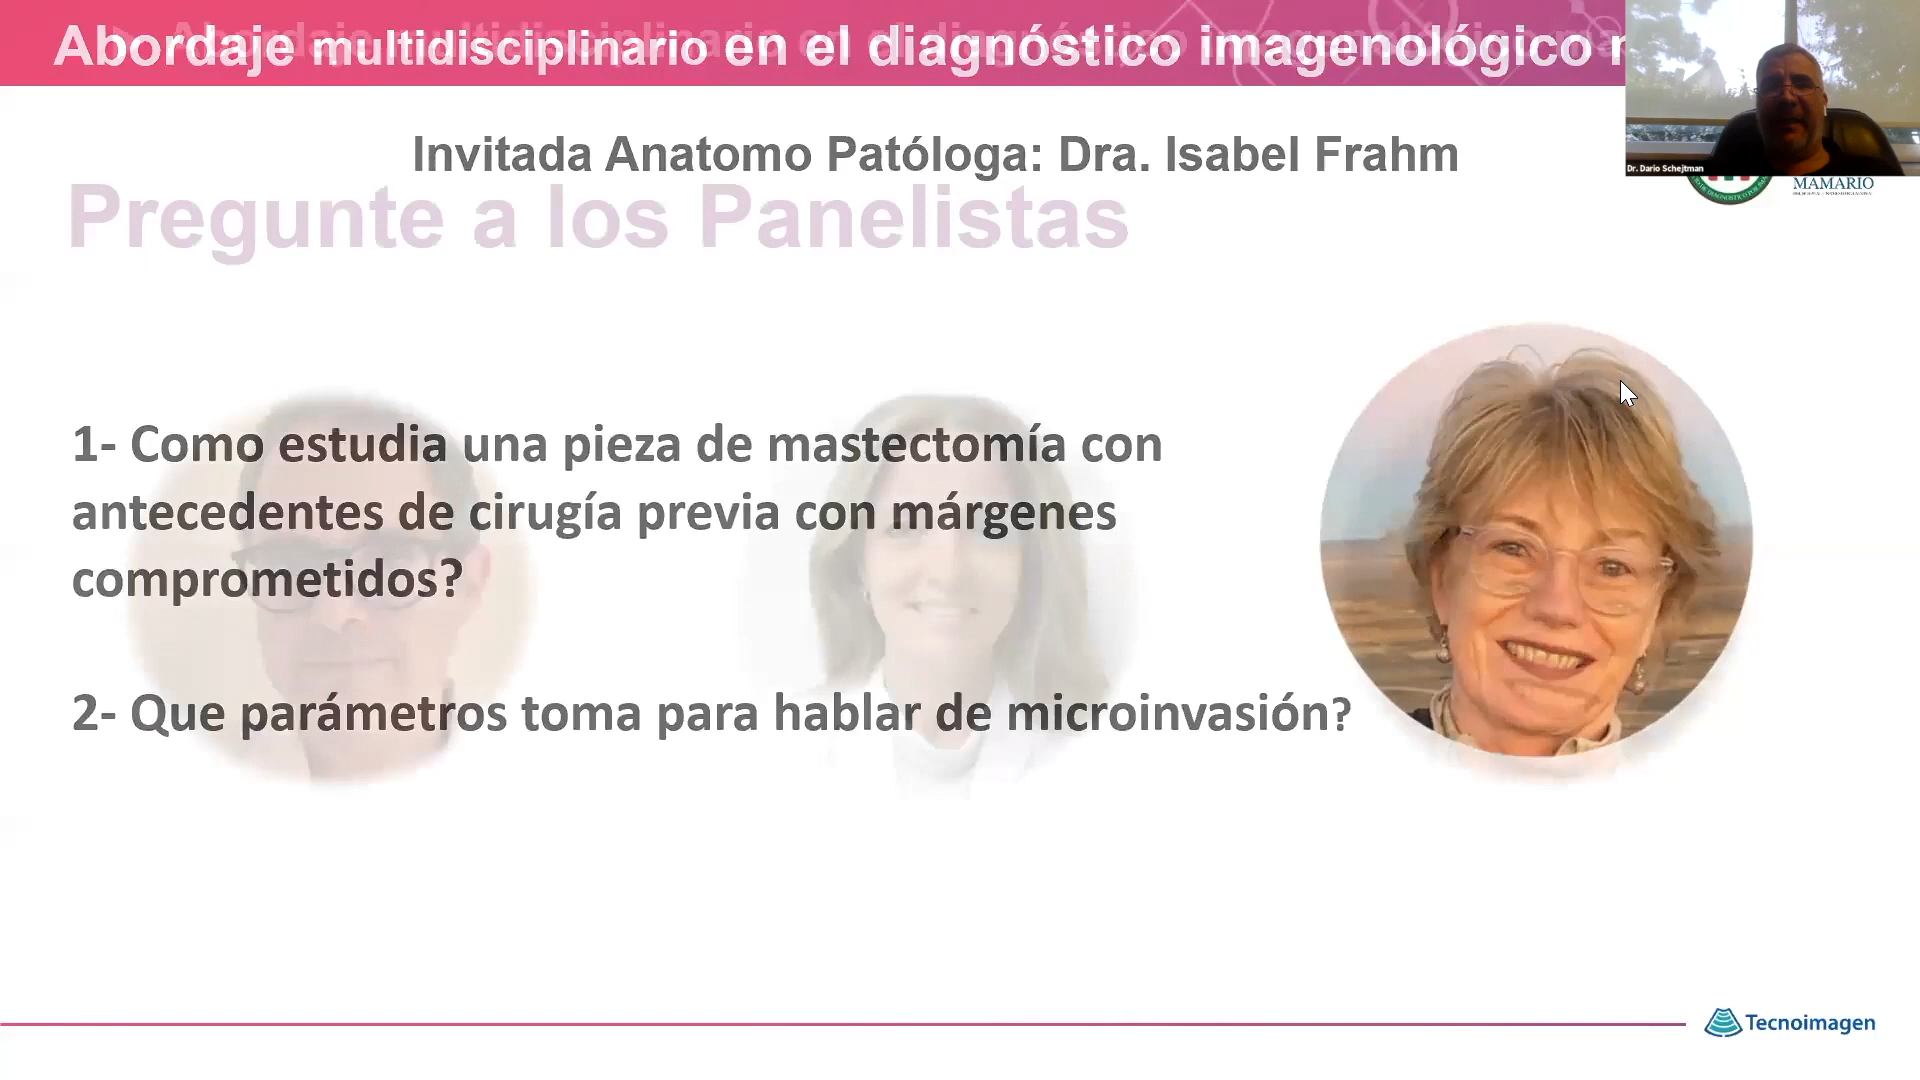 Abordaje multidisciplinario en el diagnóstico imagenológico
Dr. Dario Schejtman
MAMARIO
Invitada Anatomo Patóloga: Dra. Isabel Frahm
Pregunte a los Panelistas
1- Como estudia una pieza de mastectomía con
antecedentes de cirugía previa con márgenes
comprometidos?
2- Que parámetros toma para hablar de microinvasión?
Tecnoimagen